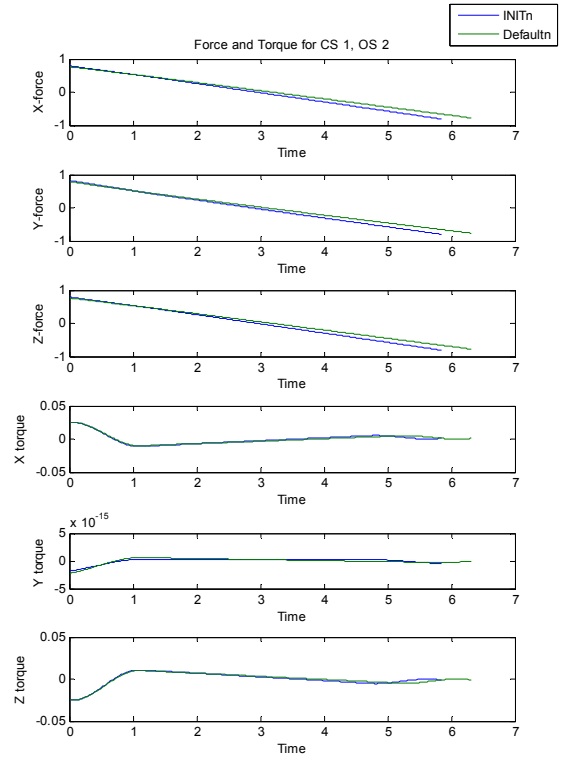 INITn
Defaultn
Force and Torque for CS 1, OS 2
1
0
-1
X-force
0 1 2 3 4 5 6 7
Time
1
0
-1
Y-force
0 1 2 3 4 5 6 7
Time
1
0
-1
Z-force
0 1 2 3 4 5 6 7
Time
0.05
0
-0.05
X torque
0 1 2 3 4 5 6 7
Time
x 10^-15
5
0
-5
Y torque
0 1 2 3 4 5 6 7
Time
0.05
0
-0.05
Z torque
0 1 2 3 4 5 6 7
Time